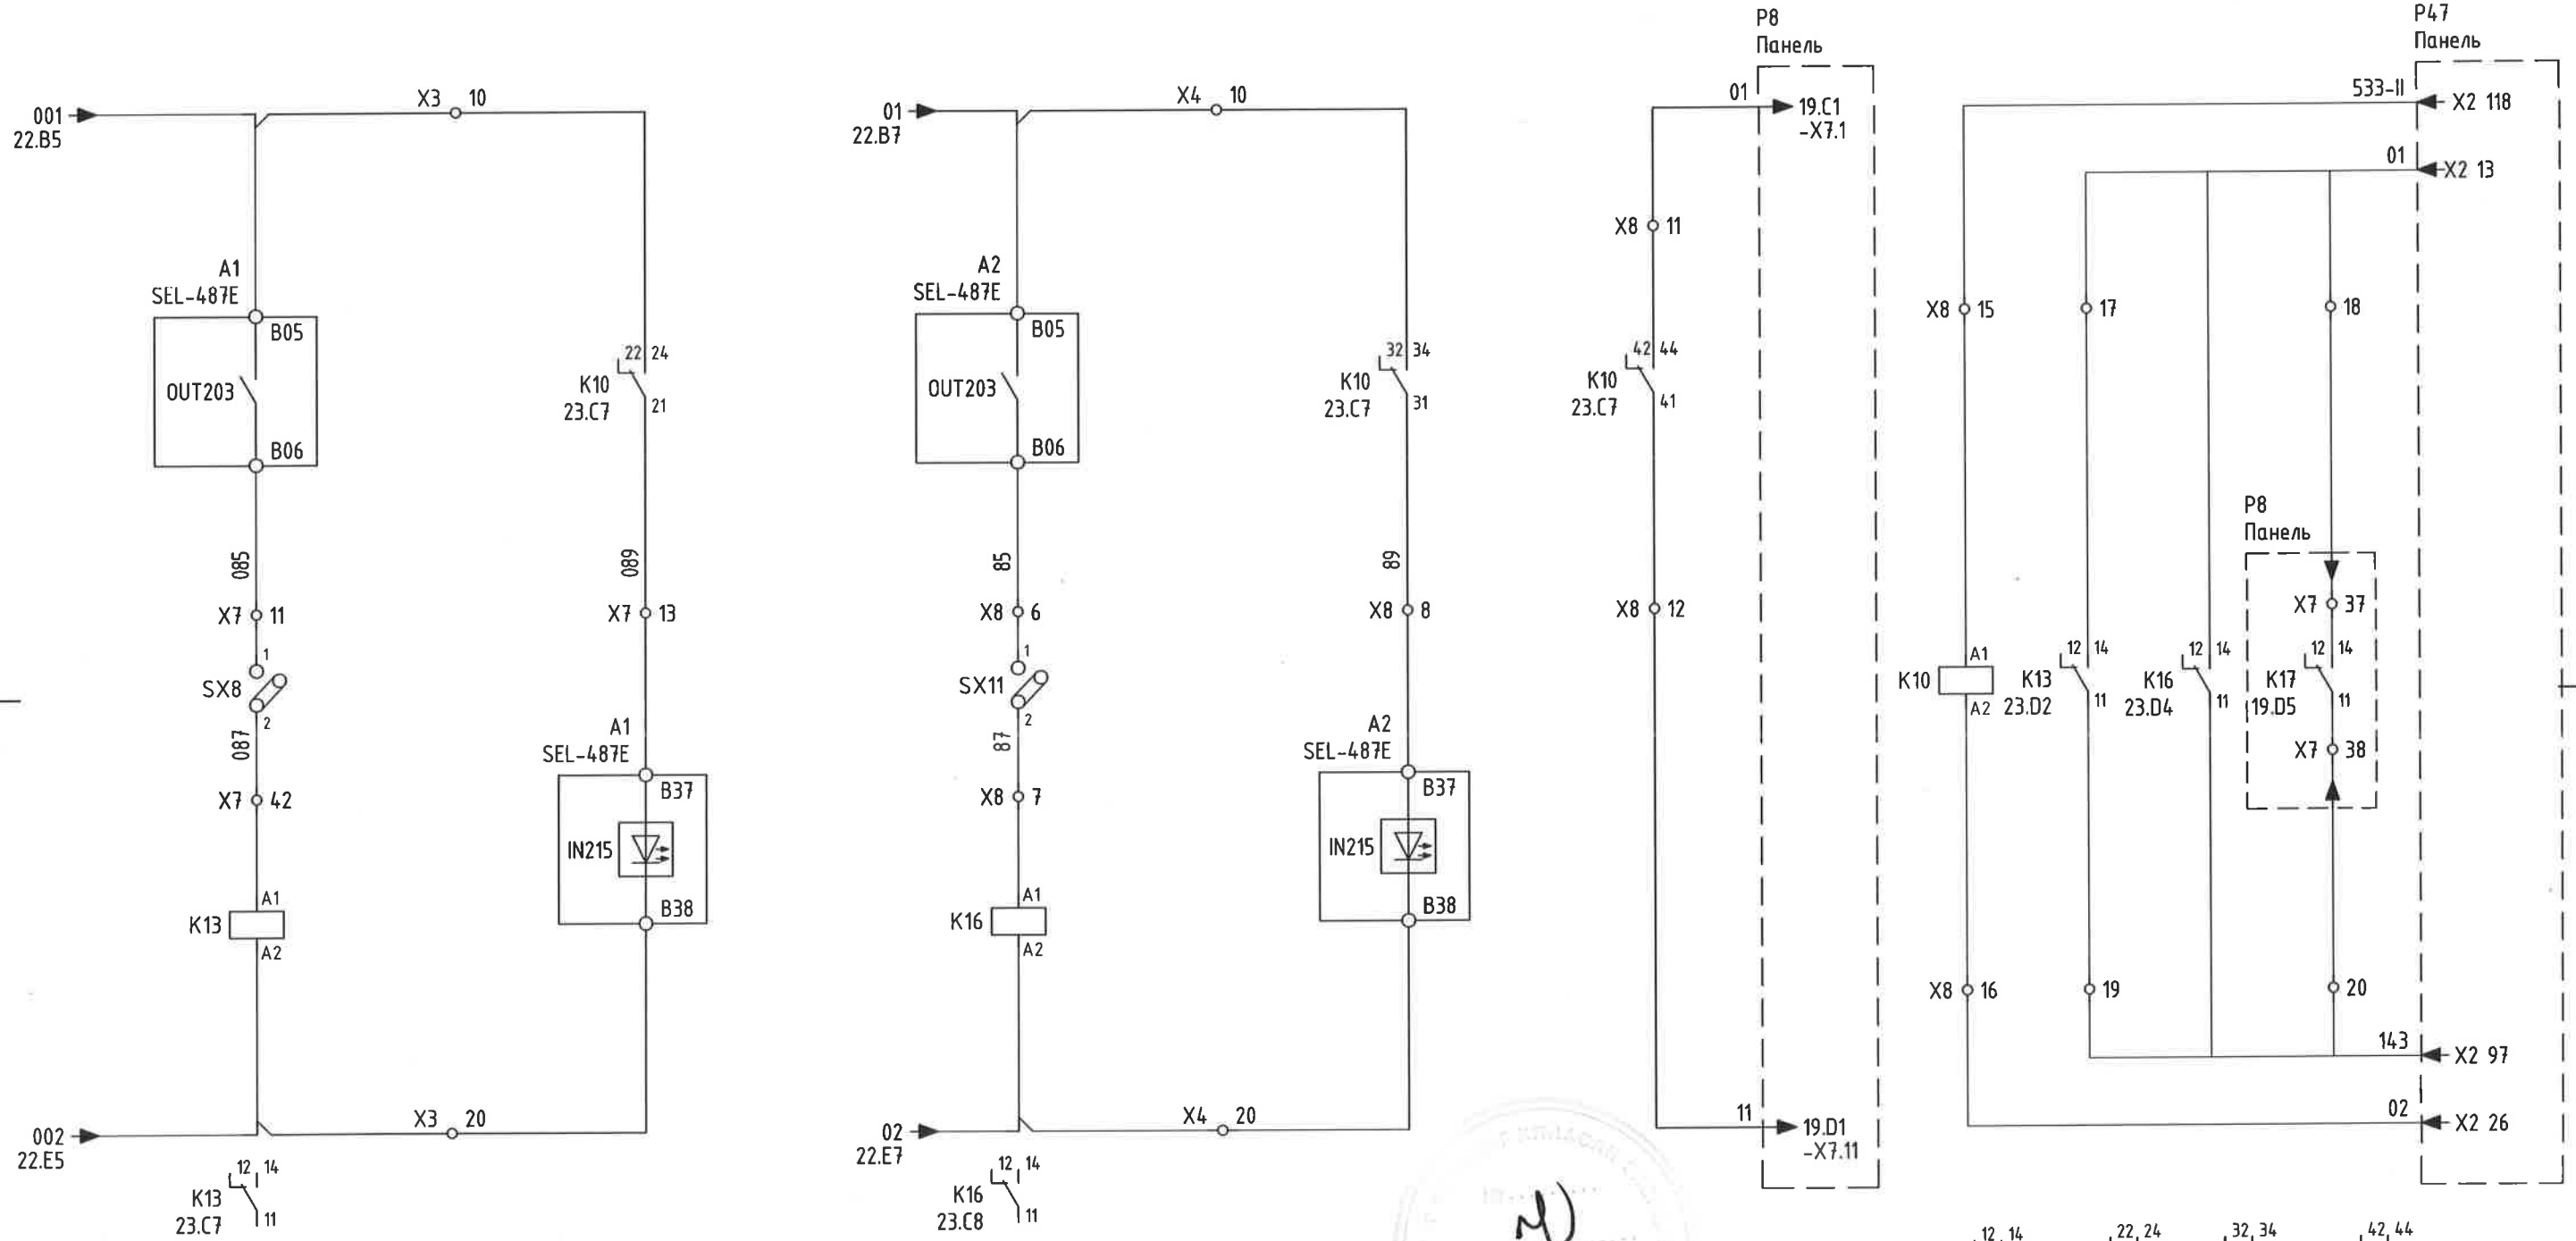 P8
Панель
P47
Панель
001
22.B5
X3 10
01
22.B7
X4 10
01
19.C1
-X7.1
533-II
X2 118
01
X2 13
X8 11
A1
SEL-487E
B05
OUT203
B06
22 24
K10
23.C7
21
A2
SEL-487E
B05
OUT203
B06
32 34
K10
23.C7
31
42 44
K10
23.C7
41
X8 15
17
18
085
089
85
89
P8
Панель
X7 11
X7 13
X8 6
X8 8
X8 12
X7 37
1
SX8
2
087
1
SX11
2
87
A1
K10
A2
12 14
K13
23.D2
11
12 14
K16
23.D4
11
12 14
K17
19.D5
11
X7 38
A1
SEL-487E
B37
IN215
B38
A2
SEL-487E
B37
IN215
B38
X7 42
X8 7
A1
K13
A2
A1
K16
A2
X8 16
19
20
143
X2 97
002
22.E5
X3 20
02
22.E7
X4 20
11
19.D1
-X7.11
02
X2 26
12 14
K13
23.C7
11
12 14
K16
23.C8
11
12 14
22 24
32 34
42 44